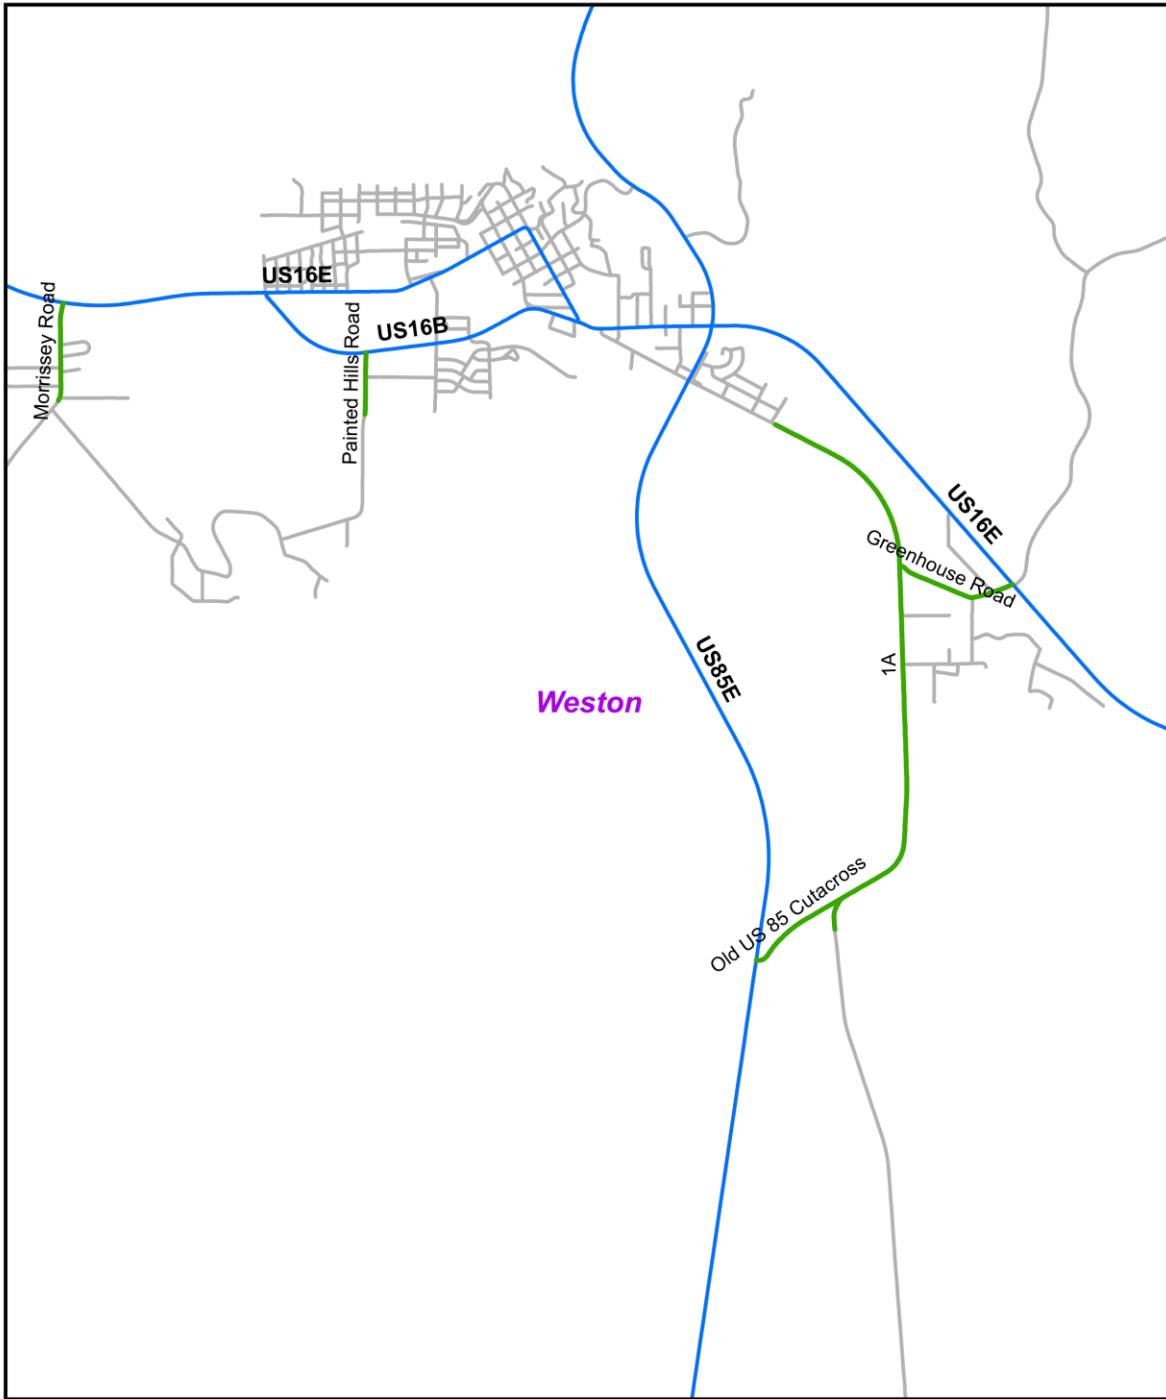 US16E
Morrissey Road
US16B
Painted Hills Road
US16E
Greenhouse Road
US85E
1A
Weston
Old US 85 Cutacross